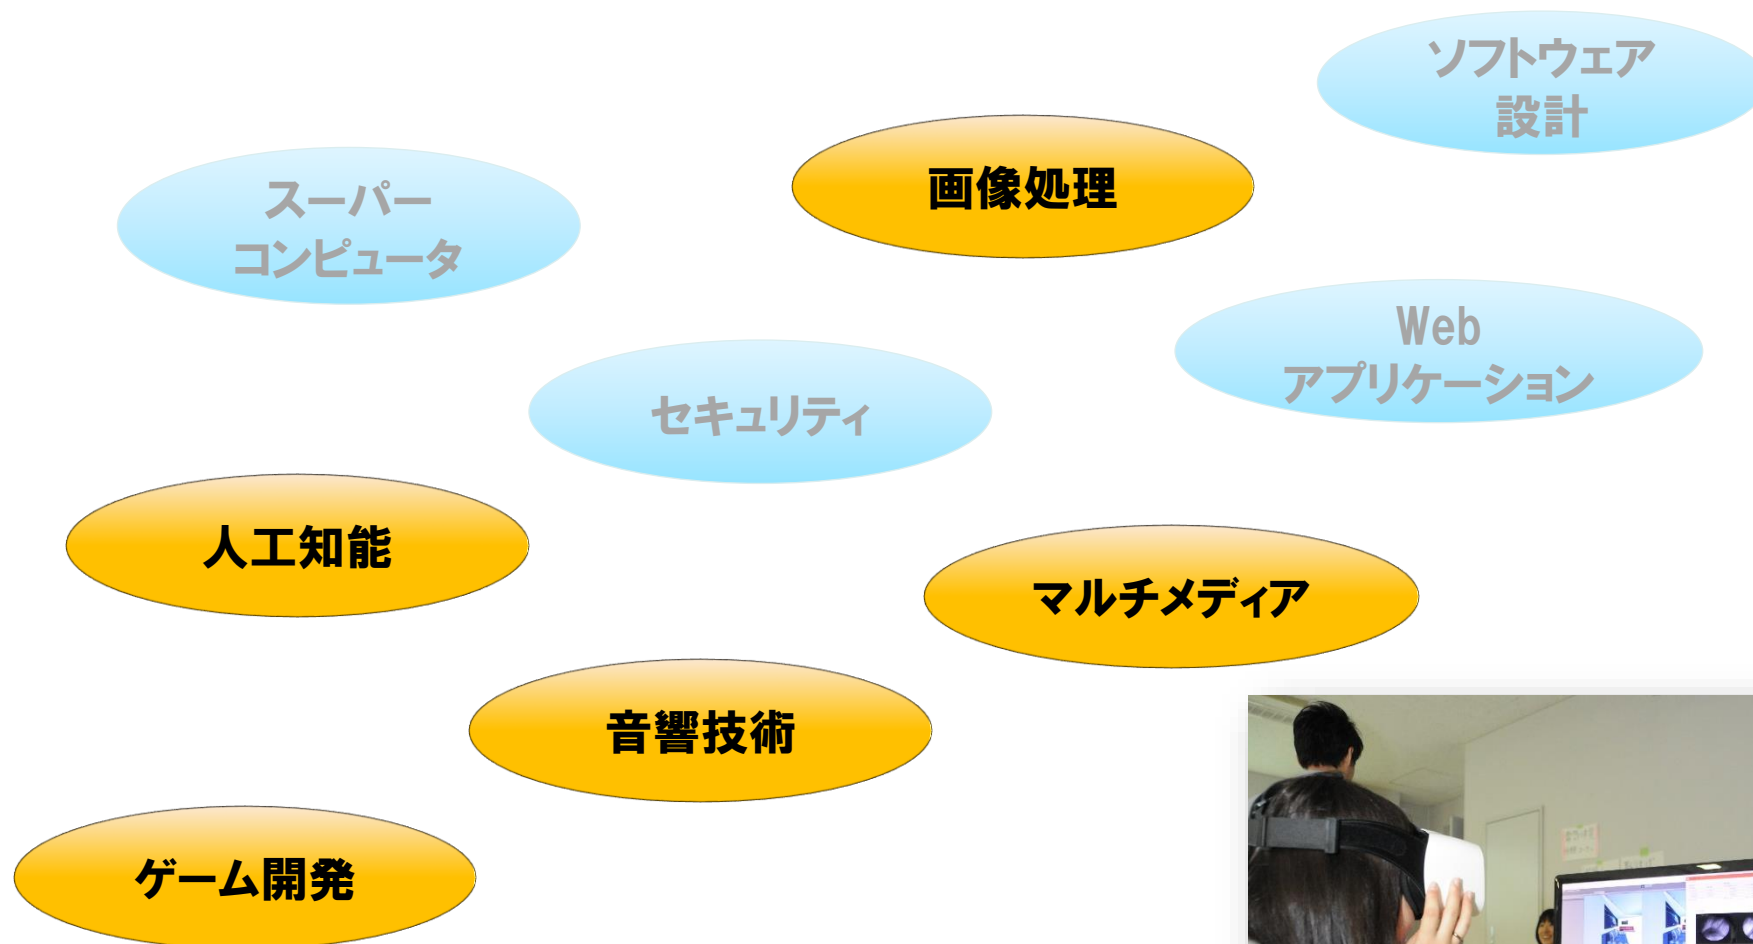 ソフトウェア
設計
画像処理
スーパー
コンピュータ
Web
アプリケーション
セキュリティ
人工知能
マルチメディア
音響技術
ゲーム開発